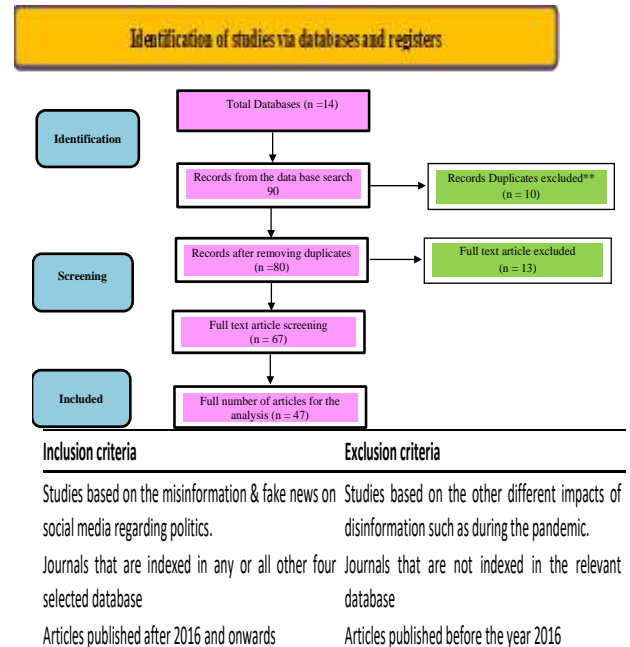 Identification of studies via databases and registers
Total Databases (n =14)
Identification
Records from the data base search
90
Records Duplicates excluded**
(n = 10)
Records after removing duplicates
(n =80)
Full text article excluded
(n = 13)
Screening
Full text article screening
(n = 67)
Included
Full number of articles for the
analysis (n = 47)
Inclusion criteria
Exclusion criteria
Studies based on the misinformation & fake news on
social media regarding politics.
Studies based on the other different impacts of
disinformation such as during the pandemic.
Journals that are indexed in any or all other four
selected database
Journals that are not indexed in the relevant
database
Articles published after 2016 and onwards
Articles published before the year 2016